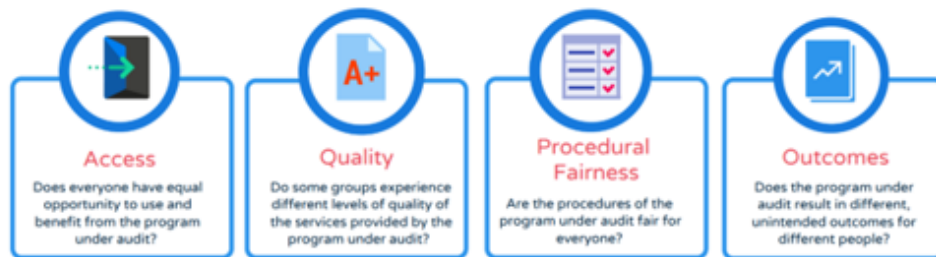 A+
Access
Does everyone have equal
opportunity to use and
benefit from the program
under audit?
Quality
Do some groups experience
different levels of quality of
the services provided by the
program under audit?
Procedural
Fairness
Are the procedures of the
program under audit fair for
everyone?
Outcomes
Does the program under
audit result in different,
unintended outcomes for
different people?